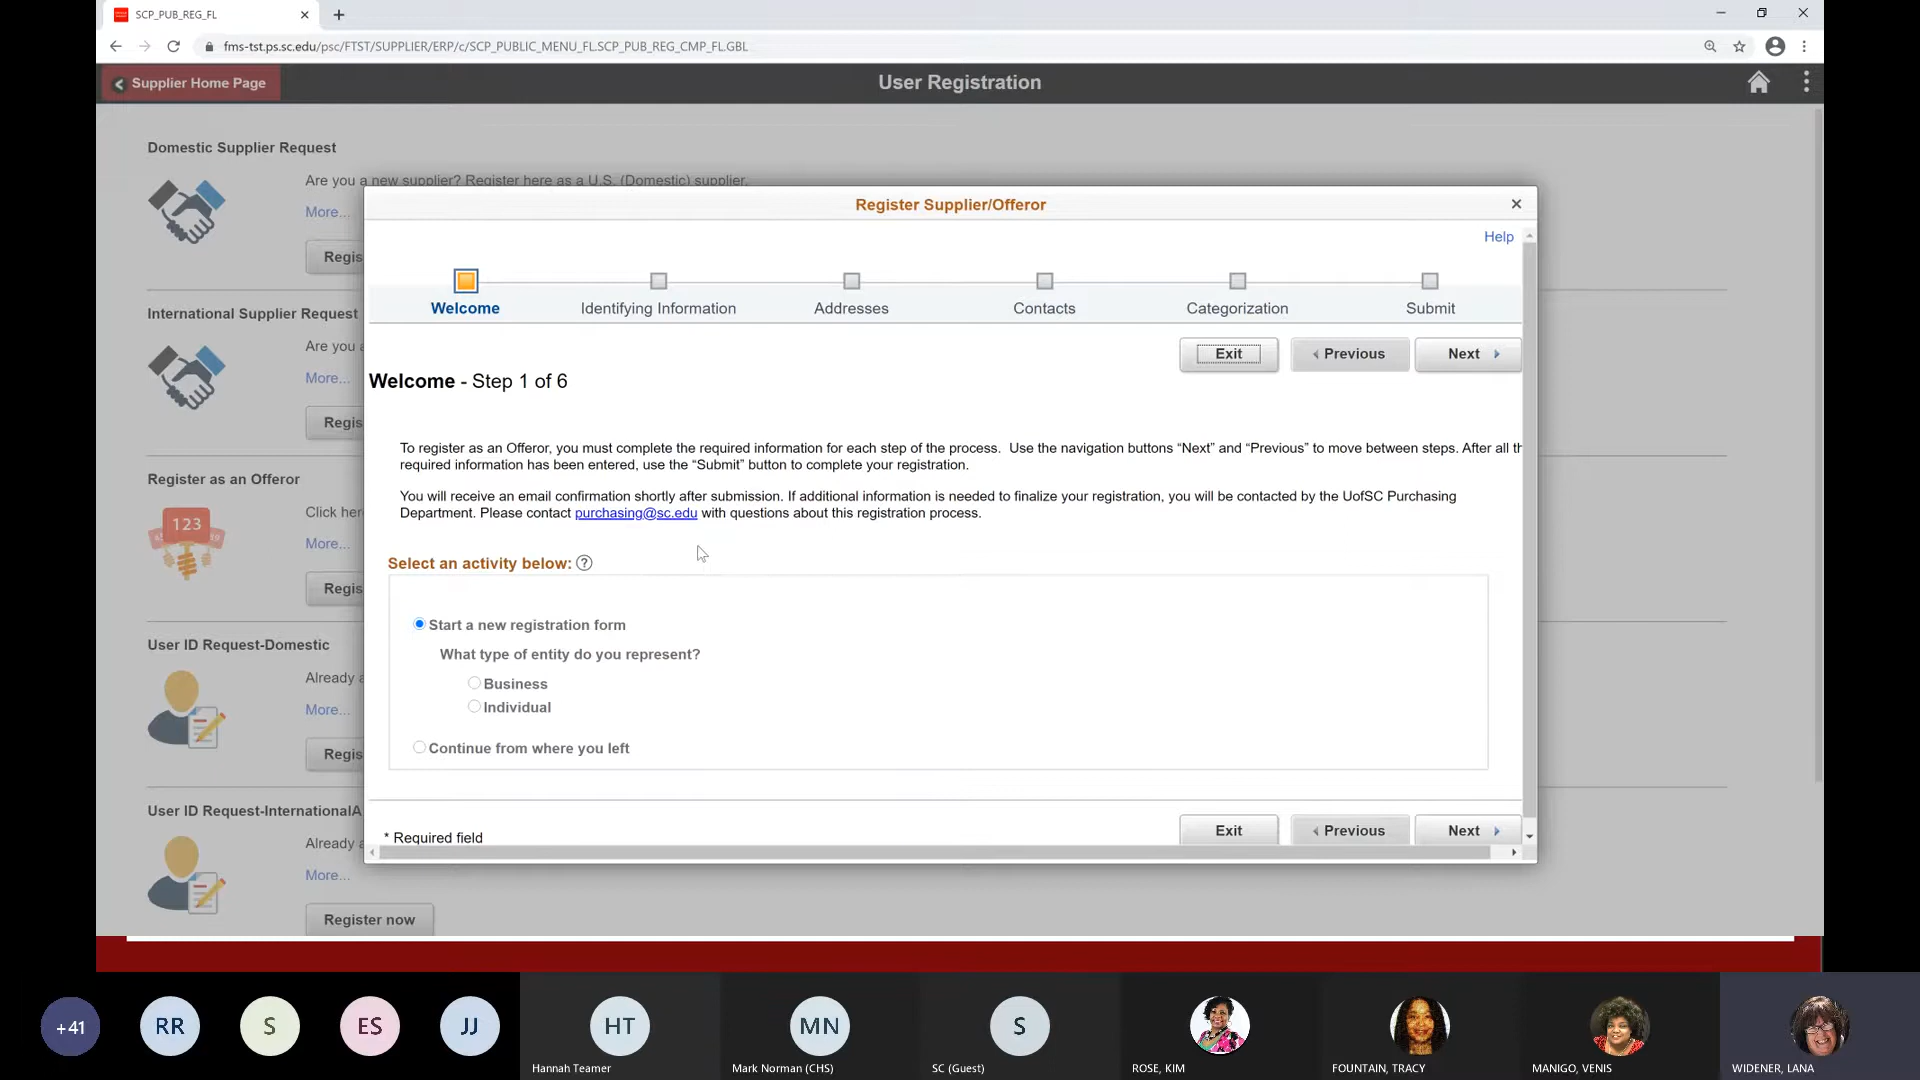 SCP_PUB_REG_FL
fms-tst.ps.sc.edu/psc/FTST/SUPPLIER/ERP/c/SCP_PUBLIC_MENU_FL.SCP_PUB_REG_CMP_FL.GBL
Supplier Home Page
User Registration
Domestic Supplier Request
Are you a new supplier? Register here as a U.S. (Domestic) supplier.
More...
Regis
International Supplier Request
Are you a
More...
Regis
Register as an Offeror
123
Click her
More...
Regis
User ID Request-Domestic
Already a
More...
Regis
User ID Request-InternationalA
Already a
More...
Register now
Register Supplier/Offeror
Help
Welcome
Identifying Information
Addresses
Contacts
Categorization
Submit
Exit
Previous
Next
Welcome - Step 1 of 6
To register as an Offeror, you must complete the required information for each step of the process. Use the navigation buttons “Next” and “Previous” to move between steps. After all th
required information has been entered, use the “Submit” button to complete your registration.
You will receive an email confirmation shortly after submission. If additional information is needed to finalize your registration, you will be contacted by the UofSC Purchasing
Department. Please contact purchasing@sc.edu with questions about this registration process.
Select an activity below:
Start a new registration form
What type of entity do you represent?
Business
Individual
Continue from where you left
* Required field
Exit
Previous
Next
+41
RR
S
ES
JJ
HT
MN
S
Hannah Teamer
Mark Norman (CHS)
SC (Guest)
ROSE, KIM
FOUNTAIN, TRACY
MANIGO, VENIS
WIDENER, LANA